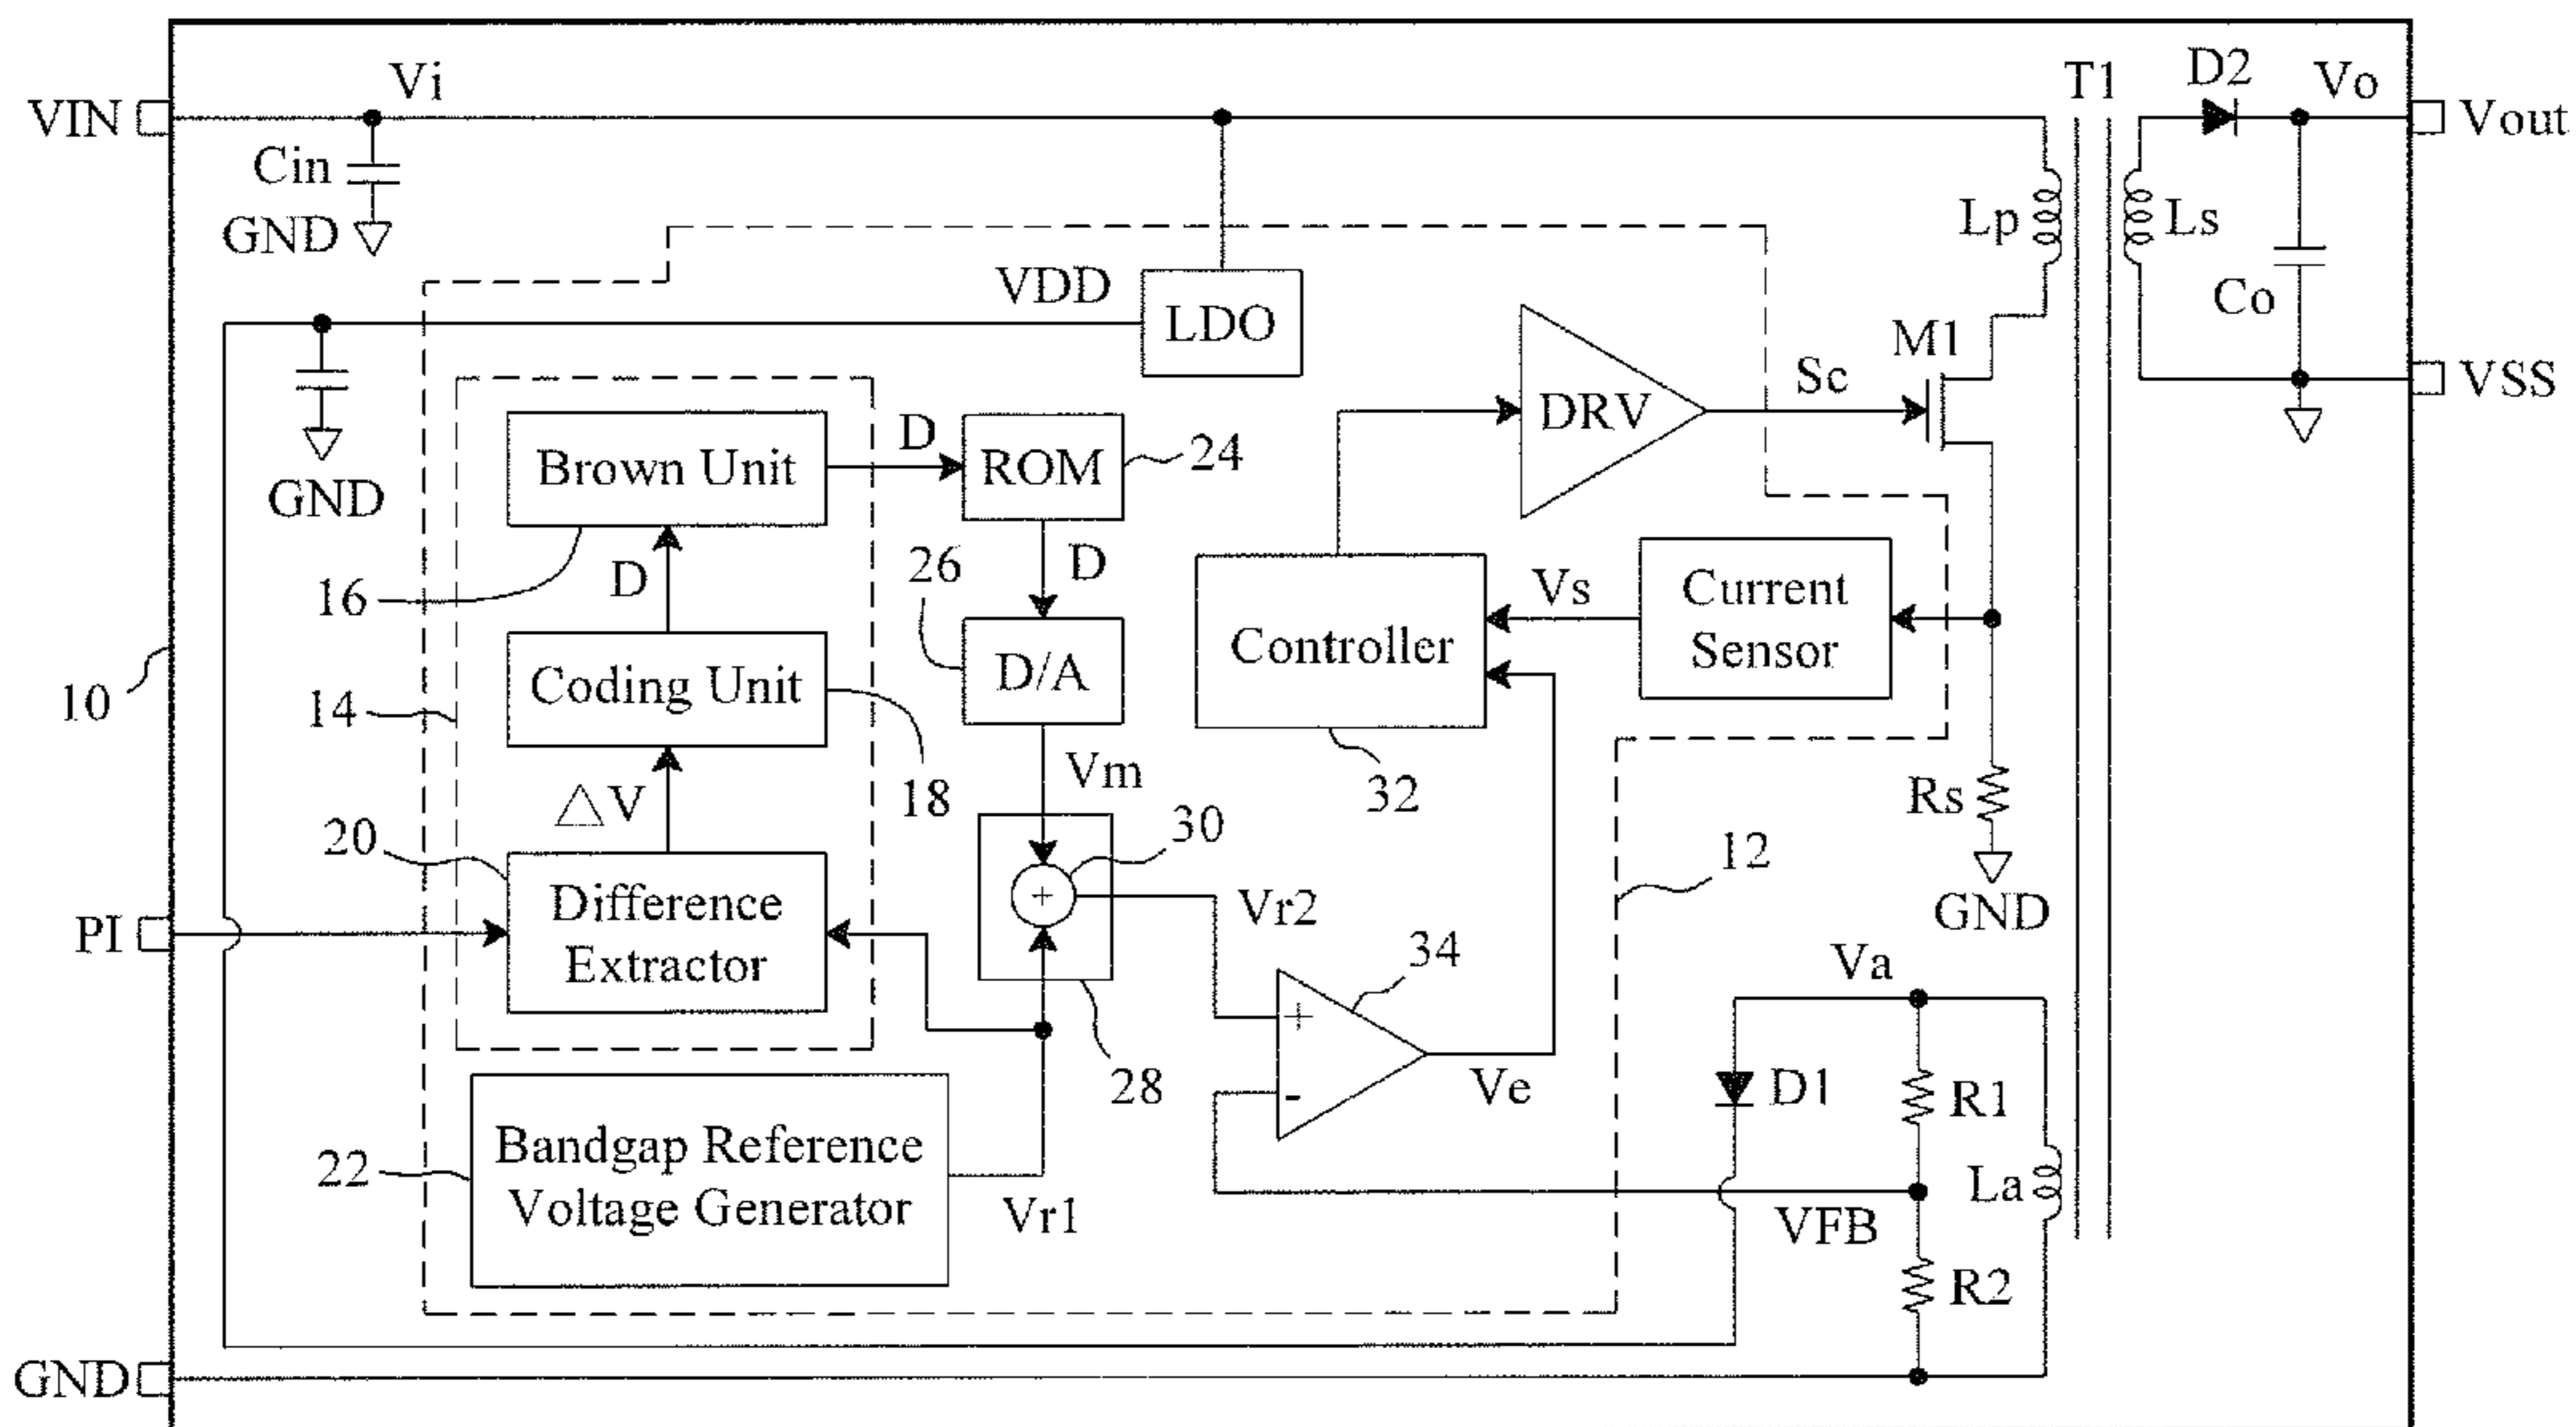 Vi
T1
D2
Vo
VIN
Vout
Cin
GND
Lp
Ls
VDD
LDO
Co
M1
Sc
VSS
DRV
Brown Unit
D
ROM
24
GND
16
D
26
D
Vs
Current
Sensor
Controller
Coding Unit
D/A
10
14
Vm
18
32
Rs
△V
20
30
12
Difference
Extractor
Vr2
GND
PI
34
Va
+
+
-
28
Ve
D1
R1
Bandgap Reference
Voltage Generator
22
Vr1
La
VFB
R2
GND